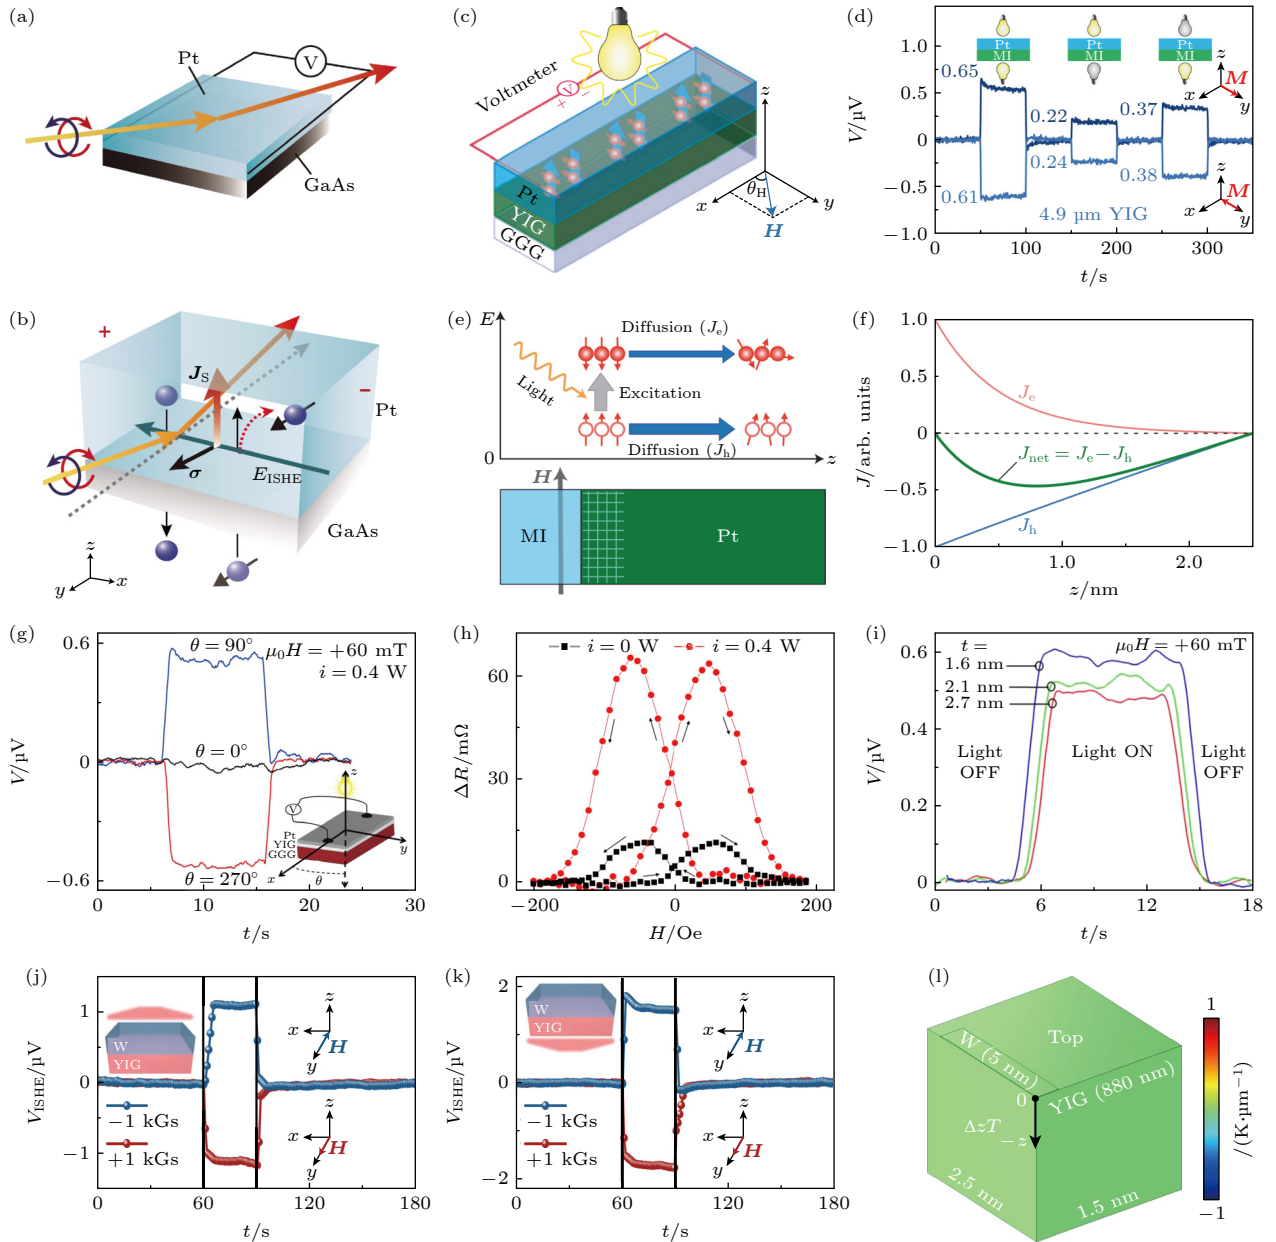 (a)
Pt
V
GaAs
(b)
+
J_S
−
Pt
σ
E_ISHE
GaAs
z
y
x
(c)
Voltmeter
+ V −
z
Pt
YIG
GGG
θ_H
x
y
H
(d)
V/μV
1.0
0.5
0
−0.5
−1.0
Pt
MI
Pt
MI
Pt
MI
0.65
0.22
0.37
0.61
0.24
0.38
z
M
x
y
z
M
x
y
4.9 μm YIG
0
100
200
300
t/s
(e)
E
Diffusion (J_e)
Light
Excitation
Diffusion (J_h)
0
z
H
MI
Pt
(f)
J/arb. units
1.0
0.5
0
−0.5
−1.0
J_e
J_net = J_e−J_h
J_h
0
1.0
2.0
z/nm
(g)
V/μV
0.6
0
−0.6
θ = 90°
μ0H = +60 mT
i = 0.4 W
θ = 0°
θ = 270°
z
V
Pt
YIG
GGG
x
θ
y
0
10
20
30
t/s
(h)
i = 0 W
i = 0.4 W
ΔR/mΩ
60
30
0
−200
0
200
H/Oe
(i)
V/μV
0.6
0.4
0.2
0
t =
1.6 nm
2.1 nm
2.7 nm
μ0H = +60 mT
Light
OFF
Light ON
Light
OFF
0
6
12
18
t/s
(j)
V_ISHE/μV
1
0
−1
W
YIG
z
x
H
y
−1 kGs
+1 kGs
z
x
H
y
0
60
120
180
t/s
(k)
V_ISHE/μV
2
0
−2
W
YIG
z
x
H
y
−1 kGs
+1 kGs
z
x
H
y
0
60
120
180
t/s
(l)
Top
W (5 nm)
YIG (880 nm)
0
ΔzT
−z
2.5 nm
1.5 nm
1
/(K·μm⁻¹)
−1